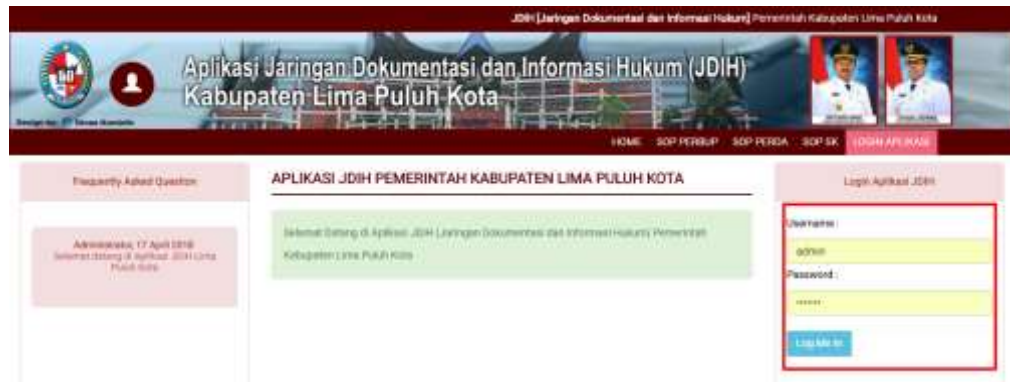 JDIH [Jaringan Dokumentasi dan Informasi Hukum] Pemerintah Kabupaten Lima Puluh Kota
Aplikasi Jaringan Dokumentasi dan Informasi Hukum (JDIH)
Kabupaten Lima Puluh Kota
HOME SOP PERBUP SOP PERDA SOP SK LOGIN APLIKASI
Frequently Asked Question
Administrator, 17 April 2018
Selamat datang di Aplikasi JDIH Lima
Puluh Kota
APLIKASI JDIH PEMERINTAH KABUPATEN LIMA PULUH KOTA
Selamat Datang di Aplikasi JDIH (Jaringan Dokumentasi dan Informasi Hukum) Pemerintah
Kabupaten Lima Puluh Kota
Login Aplikasi JDIH
Username :
admin
Password :
Log Me In